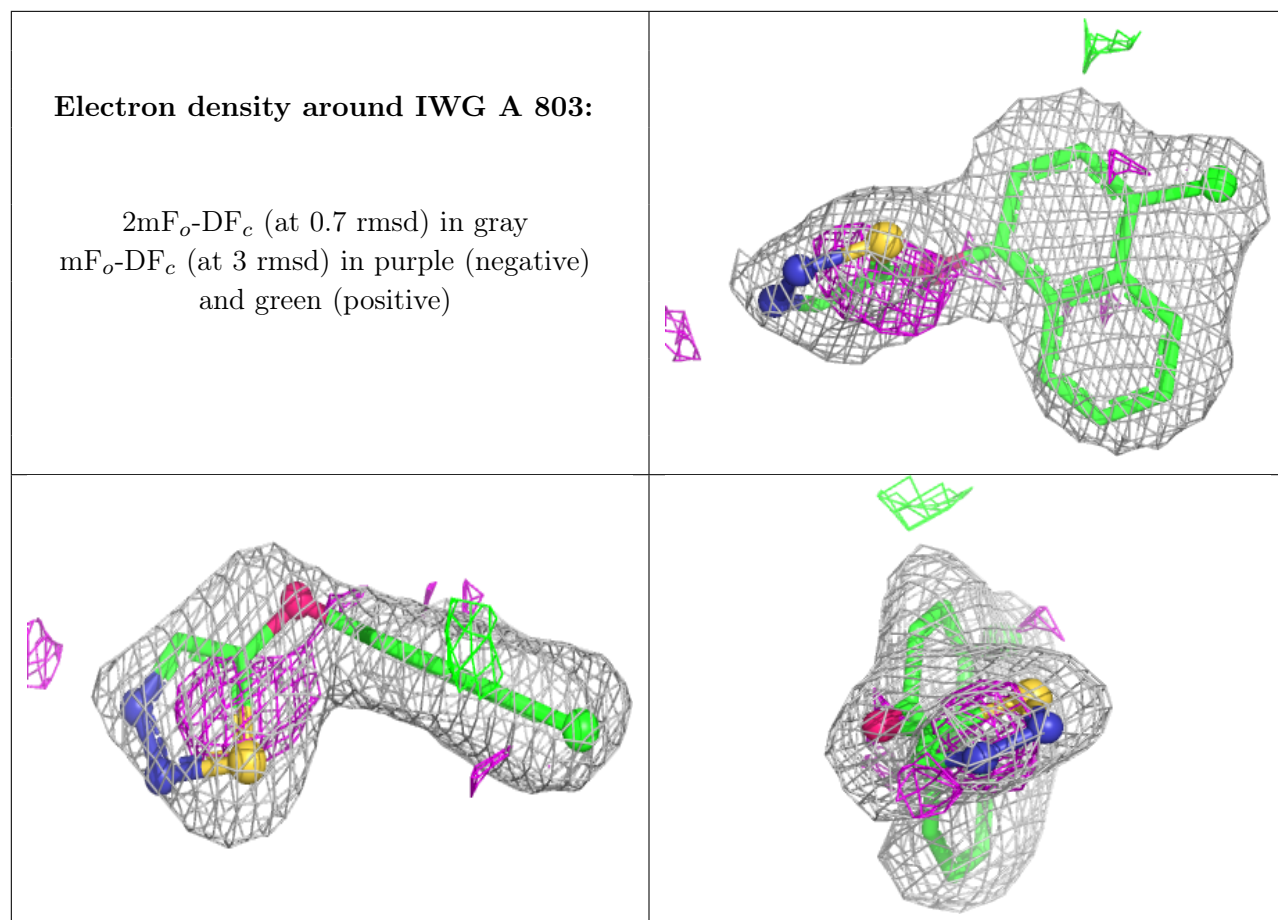 Electron density around IWG A 803:
2mFo-DFc (at 0.7 rmsd) in gray
mFo-DFc (at 3 rmsd) in purple (negative)
and green (positive)